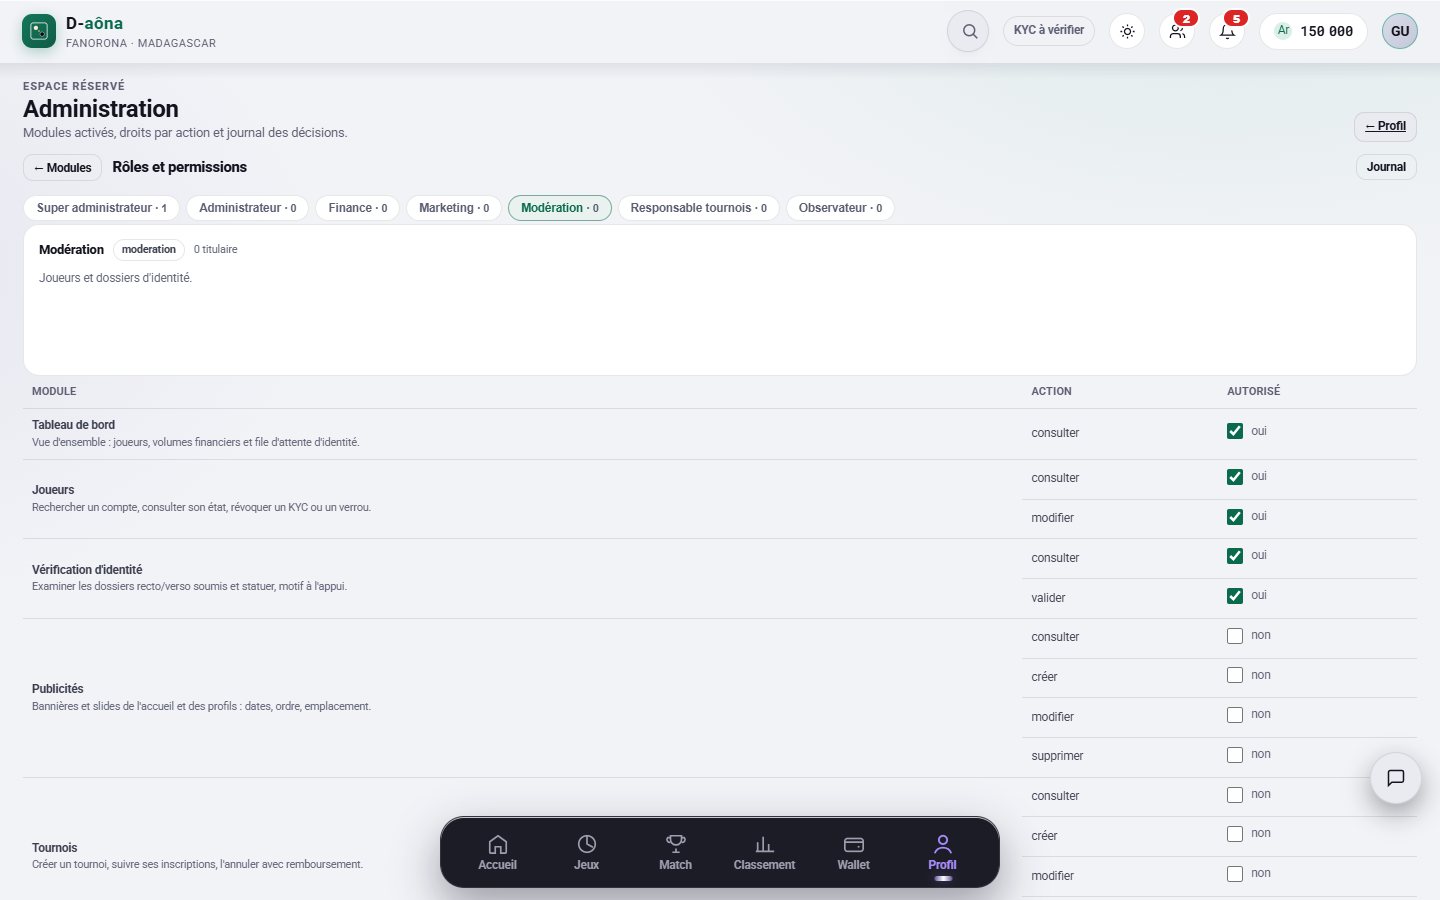 D-aôna
FANORONA · MADAGASCAR
KYC à vérifier
2
5
Ar 150 000
GU
ESPACE RÉSERVÉ
Administration
Modules activés, droits par action et journal des décisions.
← Profil
← Modules
Rôles et permissions
Journal
Super administrateur · 1
Administrateur · 0
Finance · 0
Marketing · 0
Modération · 0
Responsable tournois · 0
Observateur · 0
Modération moderation 0 titulaire
Joueurs et dossiers d'identité.
MODULE ACTION AUTORISÉ
Tableau de bord
Vue d'ensemble : joueurs, volumes financiers et file d'attente d'identité.
consulter oui
Joueurs
Rechercher un compte, consulter son état, révoquer un KYC ou un verrou.
consulter oui
modifier oui
Vérification d'identité
Examiner les dossiers recto/verso soumis et statuer, motif à l'appui.
consulter oui
valider oui
Publicités
Bannières et slides de l'accueil et des profils : dates, ordre, emplacement.
consulter non
créer non
modifier non
supprimer non
Tournois
Créer un tournoi, suivre ses inscriptions, l'annuler avec remboursement.
consulter non
créer non
modifier non
Accueil
Jeux
Match
Classement
Wallet
Profil